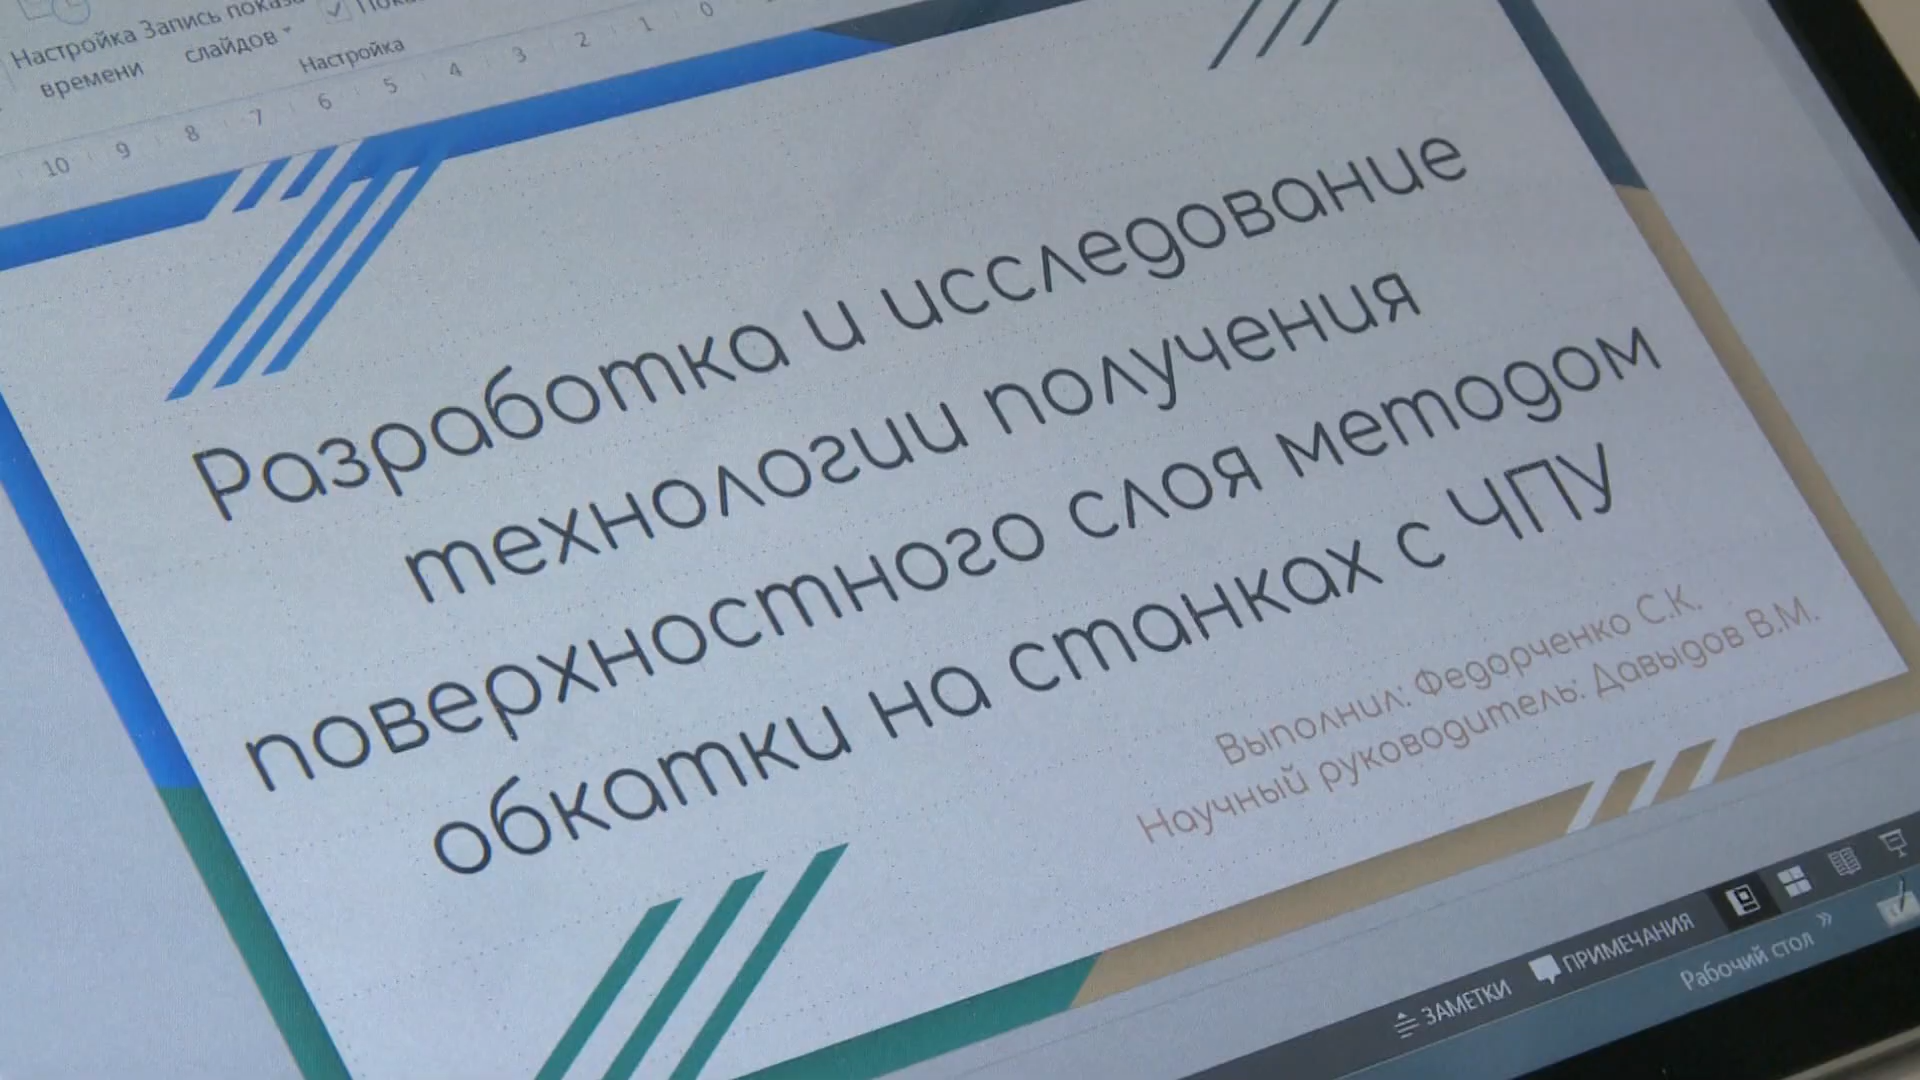 Настройка Запись
времени слайдов
Настройка
10 9 8 7 6 5 4 3 2 1 0
Разработка и исследование
технологии получения
поверхностного слоя методом
обкатки на станках с ЧПУ
Выполнил: Федорченко С.К.
Научный руководитель: Давыдов В.М.
ЗАМЕТКИ ПРИМЕЧАНИЯ
Рабочий стол »